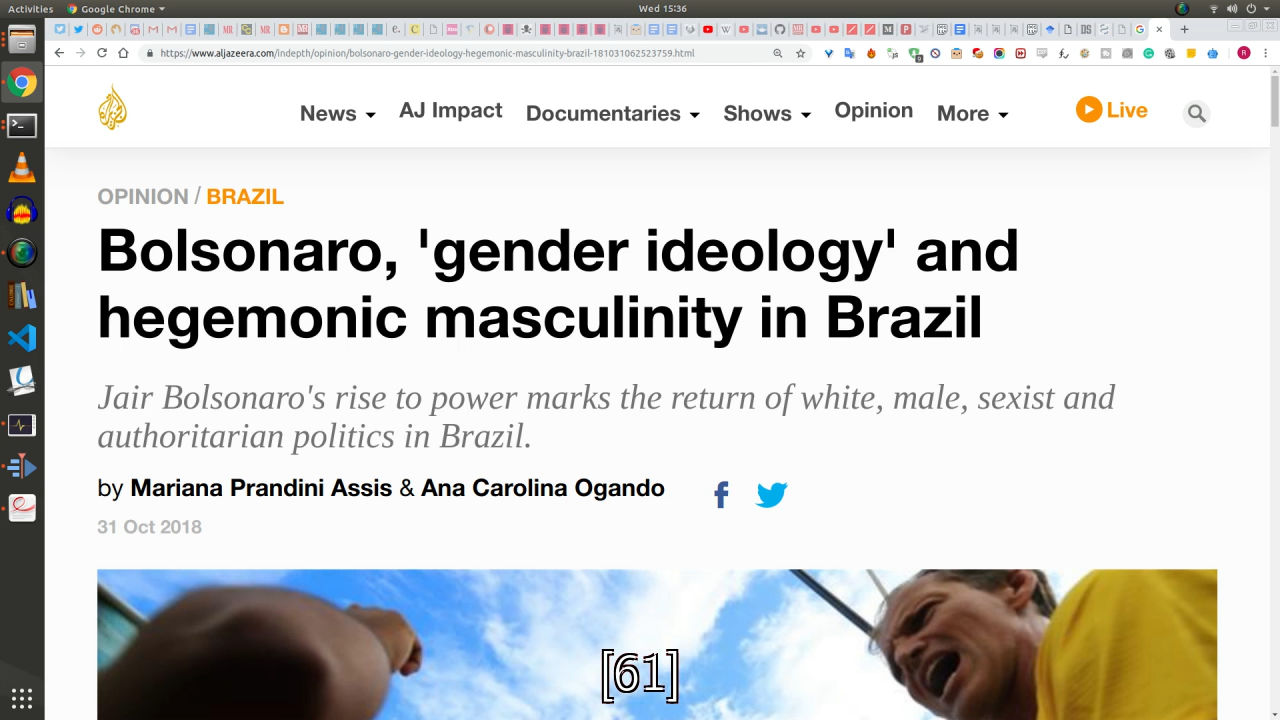 Activities Google Chrome Wed 15:36
https://www.aljazeera.com/indepth/opinion/bolsonaro-gender-ideology-hegemonic-masculinity-brazil-181031062523759.html
News AJ Impact Documentaries Shows Opinion More Live
OPINION / BRAZIL
Bolsonaro, 'gender ideology' and
hegemonic masculinity in Brazil
Jair Bolsonaro's rise to power marks the return of white, male, sexist and
authoritarian politics in Brazil.
by Mariana Prandini Assis & Ana Carolina Ogando
31 Oct 2018
[61]